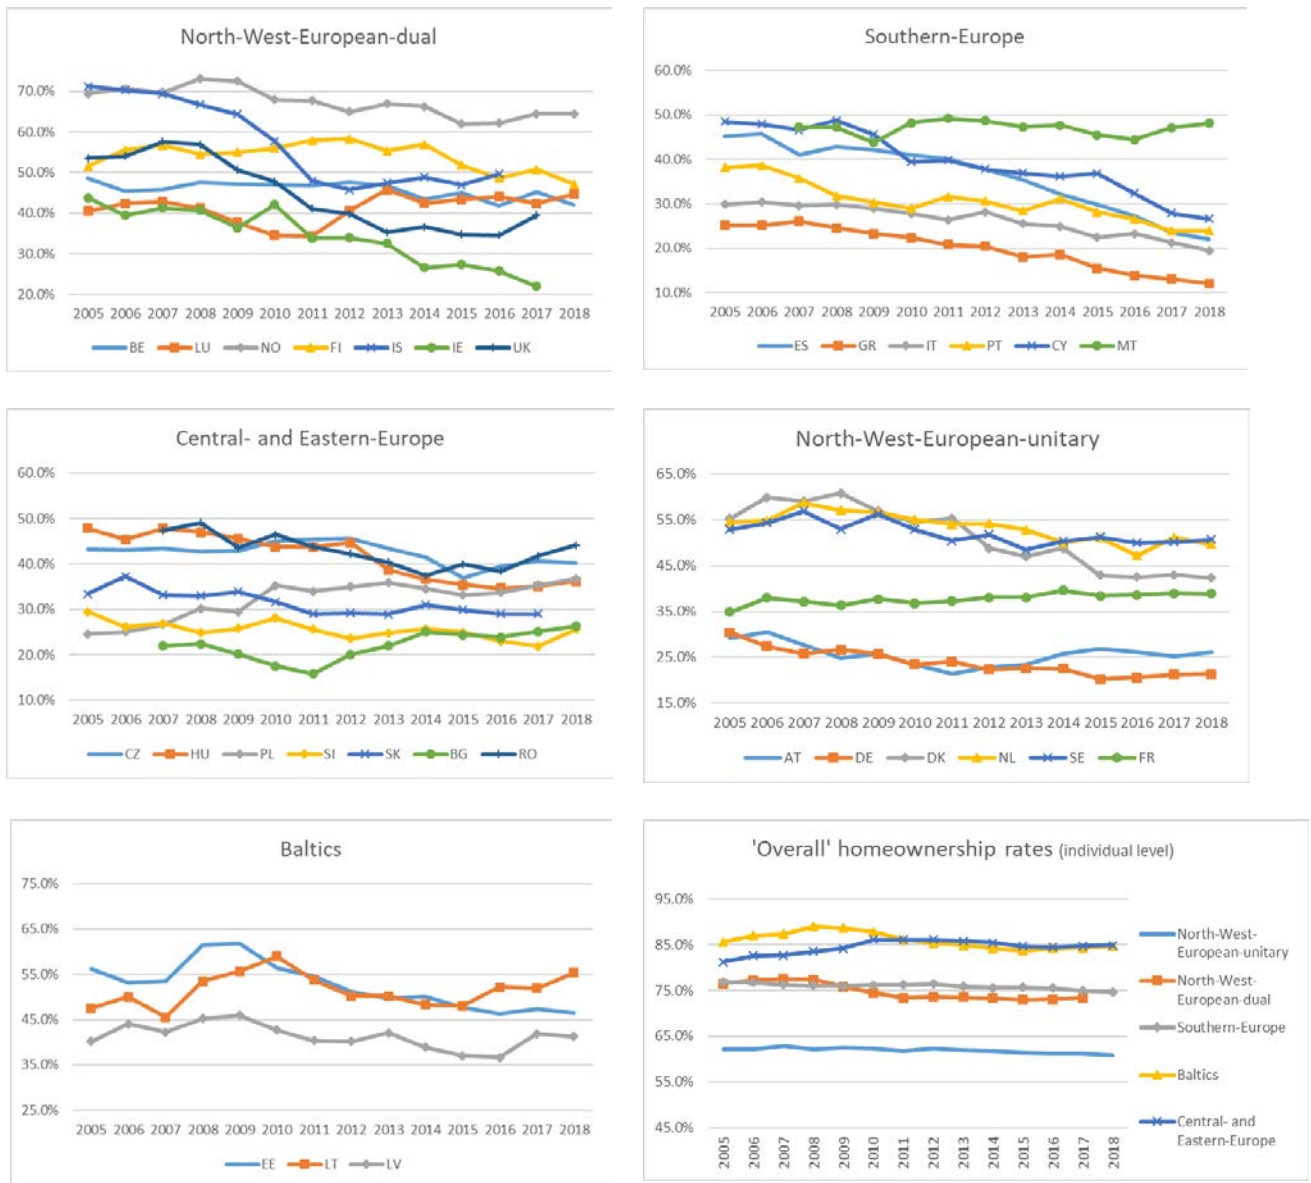 North-West-European-dual
70.0%
60.0%
50.0%
40.0%
30.0%
20.0%
2005 2006 2007 2008 2009 2010 2011 2012 2013 2014 2015 2016 2017 2018
BE LU NO FI IS IE UK
Southern-Europe
60.0%
50.0%
40.0%
30.0%
20.0%
10.0%
2005 2006 2007 2008 2009 2010 2011 2012 2013 2014 2015 2016 2017 2018
ES GR IT PT CY MT
Central- and Eastern-Europe
60.0%
50.0%
40.0%
30.0%
20.0%
10.0%
2005 2006 2007 2008 2009 2010 2011 2012 2013 2014 2015 2016 2017 2018
CZ HU PL SI SK BG RO
North-West-European-unitary
65.0%
55.0%
45.0%
35.0%
25.0%
15.0%
2005 2006 2007 2008 2009 2010 2011 2012 2013 2014 2015 2016 2017 2018
AT DE DK NL SE FR
Baltics
75.0%
65.0%
55.0%
45.0%
35.0%
25.0%
2005 2006 2007 2008 2009 2010 2011 2012 2013 2014 2015 2016 2017 2018
EE LT LV
'Overall' homeownership rates (individual level)
95.0%
85.0%
75.0%
65.0%
55.0%
45.0%
2005 2006 2007 2008 2009 2010 2011 2012 2013 2014 2015 2016 2017 2018
North-West-
European-unitary
North-West-
European-dual
Southern-Europe
Baltics
Central- and
Eastern-Europe